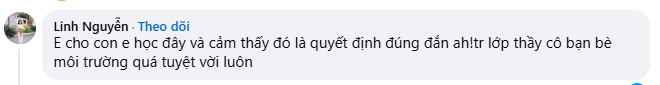 Linh Nguyễn · Theo dõi
E cho con e học đây và cảm thấy đó là quyết định đúng đắn ah!tr lớp thầy cô bạn bè
môi trường quá tuyệt vời luôn